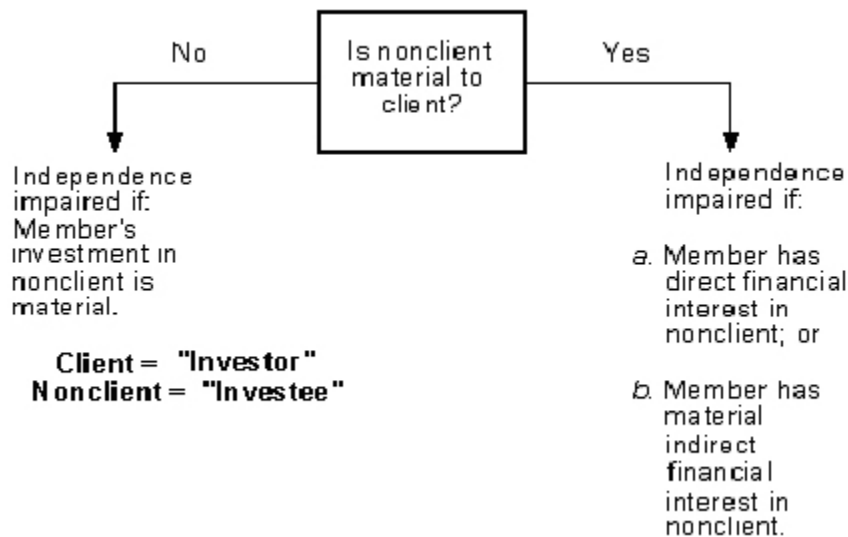 No
Is nonclient
material to
client?
Yes
Independence
impaired if:
Member's
investment in
nonclient is
material.
Client = "Investor"
Nonclient = "Investee"
Independence
impaired if:
a. Member has
direct financial
interest in
nonclient; or
b. Member has
material
indirect
financial
interest in
nonclient.